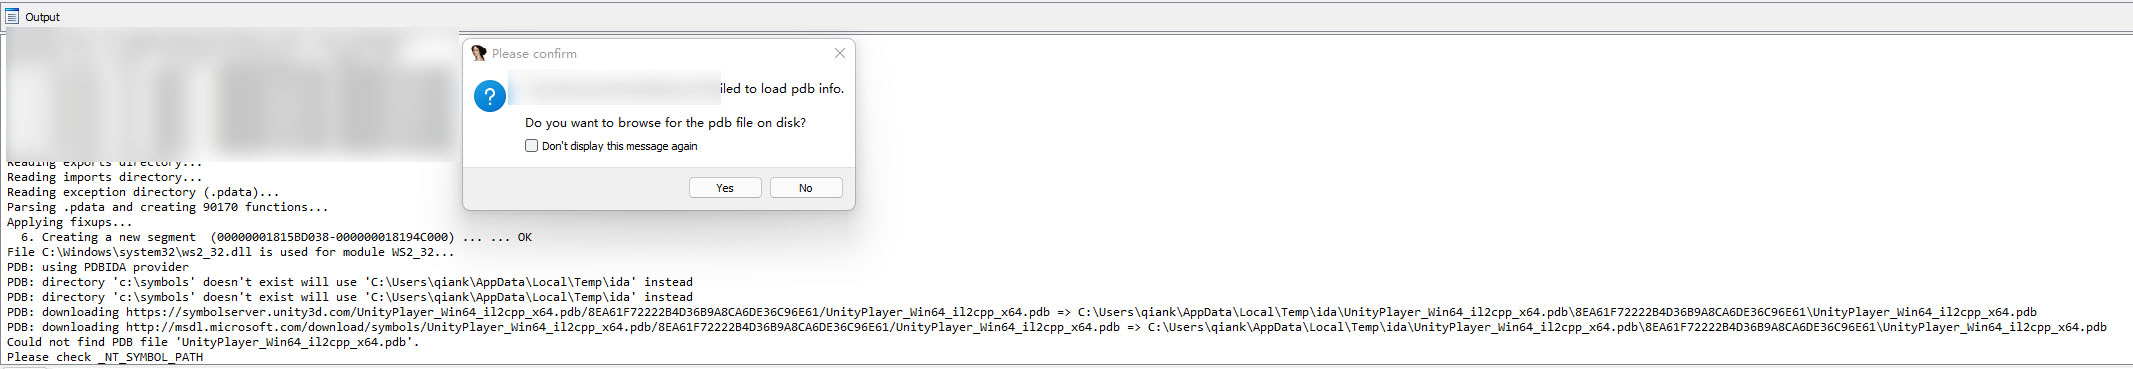 Output
Please confirm
iled to load pdb info.
Do you want to browse for the pdb file on disk?
Don't display this message again
Yes
No
Reading exports directory...
Reading imports directory...
Reading exception directory (.pdata)...
Parsing .pdata and creating 90170 functions...
Applying fixups...
6. Creating a new segment  (00000001815BD038-000000018194C000) ... ... OK
File C:\Windows\system32\ws2_32.dll is used for module WS2_32...
PDB: using PDBIDA provider
PDB: directory 'c:\symbols' doesn't exist will use 'C:\Users\qiank\AppData\Local\Temp\ida' instead
PDB: directory 'c:\symbols' doesn't exist will use 'C:\Users\qiank\AppData\Local\Temp\ida' instead
PDB: downloading https://symbolserver.unity3d.com/UnityPlayer_Win64_il2cpp_x64.pdb/8EA61F72222B4D36B9A8CA6DE36C96E61/UnityPlayer_Win64_il2cpp_x64.pdb => C:\Users\qiank\AppData\Local\Temp\ida\UnityPlayer_Win64_il2cpp_x64.pdb\8EA61F72222B4D36B9A8CA6DE36C96E61\UnityPlayer_Win64_il2cpp_x64.pdb
PDB: downloading http://msdl.microsoft.com/download/symbols/UnityPlayer_Win64_il2cpp_x64.pdb/8EA61F72222B4D36B9A8CA6DE36C96E61/UnityPlayer_Win64_il2cpp_x64.pdb => C:\Users\qiank\AppData\Local\Temp\ida\UnityPlayer_Win64_il2cpp_x64.pdb\8EA61F72222B4D36B9A8CA6DE36C96E61\UnityPlayer_Win64_il2cpp_x64.pdb
Could not find PDB file 'UnityPlayer_Win64_il2cpp_x64.pdb'.
Please check _NT_SYMBOL_PATH